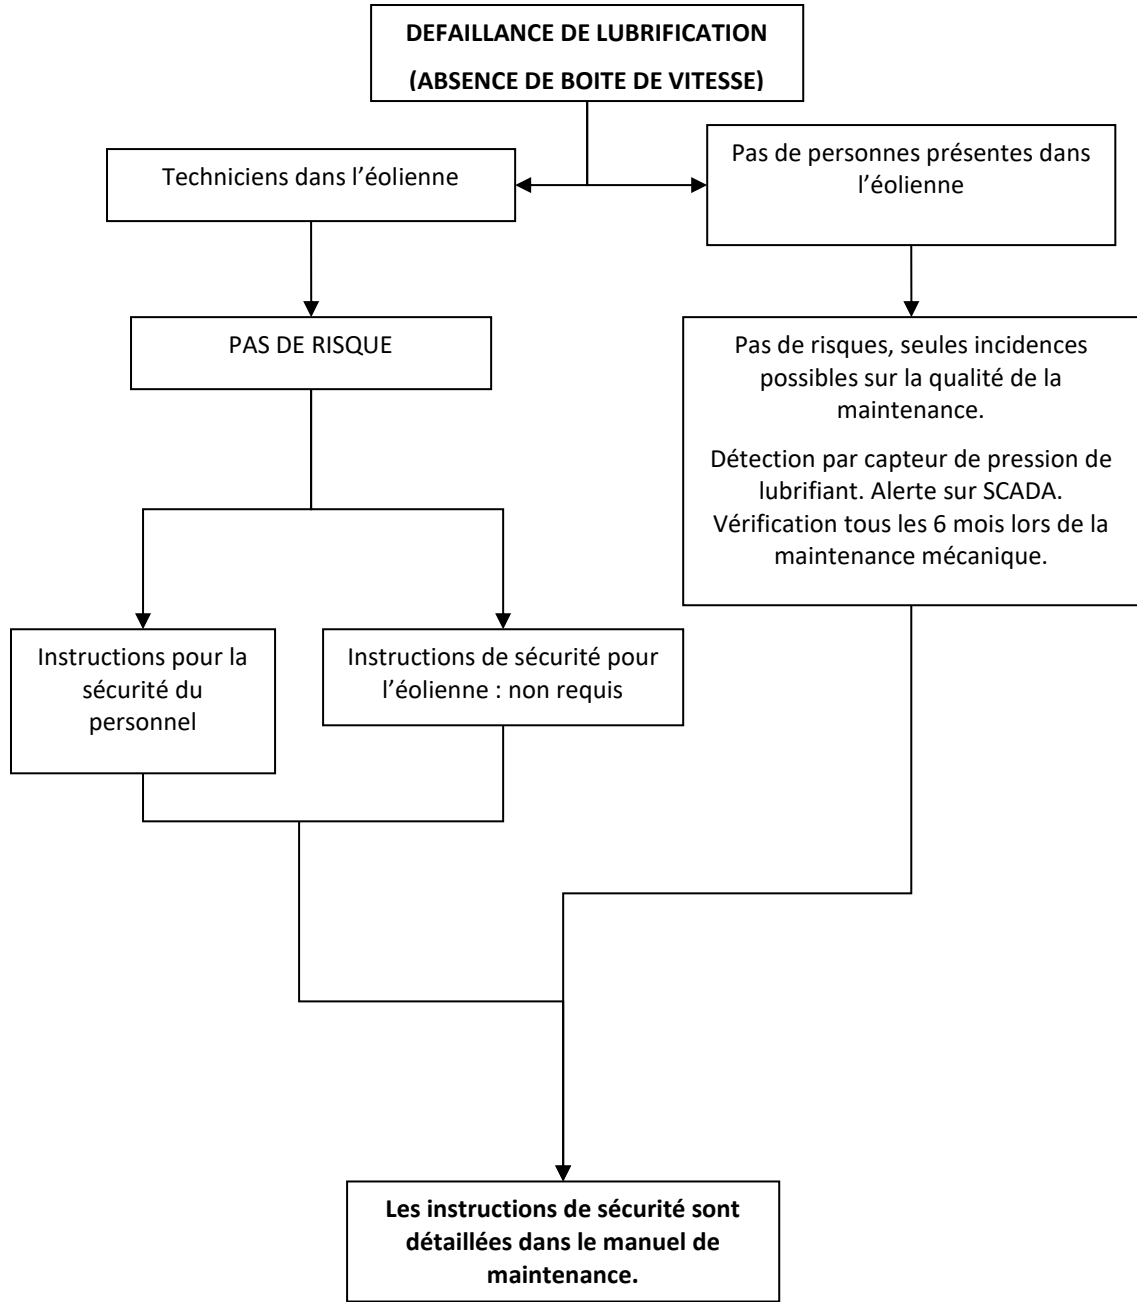 DEFAILLANCE DE LUBRIFICATION
(ABSENCE DE BOITE DE VITESSE)
Techniciens dans l’éolienne
Pas de personnes présentes dans
l’éolienne
PAS DE RISQUE
Pas de risques, seules incidences
possibles sur la qualité de la
maintenance.
Détection par capteur de pression de
lubrifiant. Alerte sur SCADA.
Vérification tous les 6 mois lors de la
maintenance mécanique.
Instructions pour la
sécurité du
personnel
Instructions de sécurité pour
l’éolienne : non requis
Les instructions de sécurité sont
détaillées dans le manuel de
maintenance.